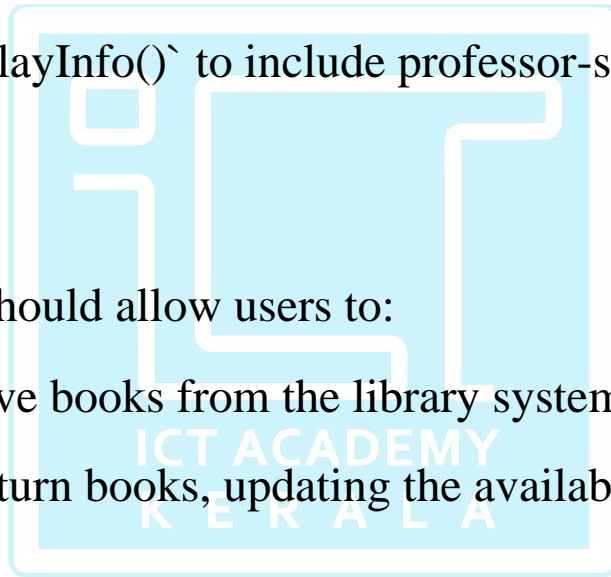 layInfo()` to include professor-s
hould allow users to:
ve books from the library system
ICT ACADEMY
turn books, updating the availab
KERALA